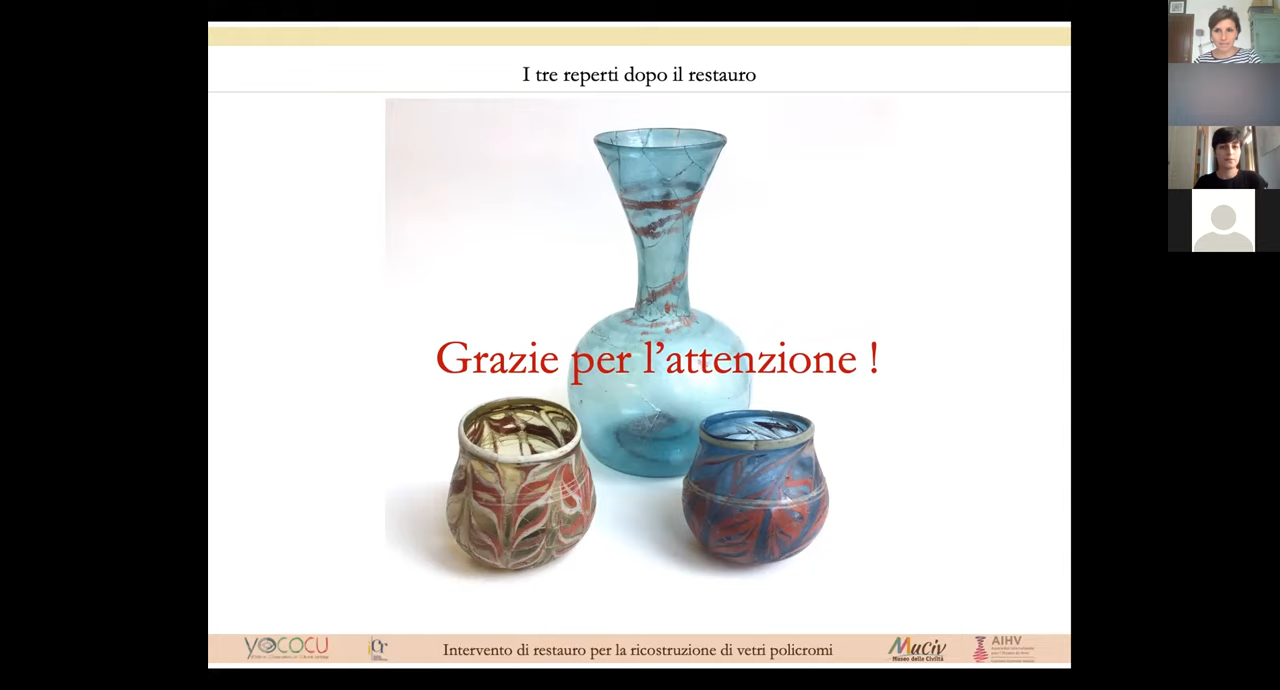 I tre reperti dopo il restauro
Grazie per l'attenzione !
YOCOCU
Intervento di restauro per la ricostruzione di vetri policromi
MuCiv
Museo delle Civiltà
AIHV